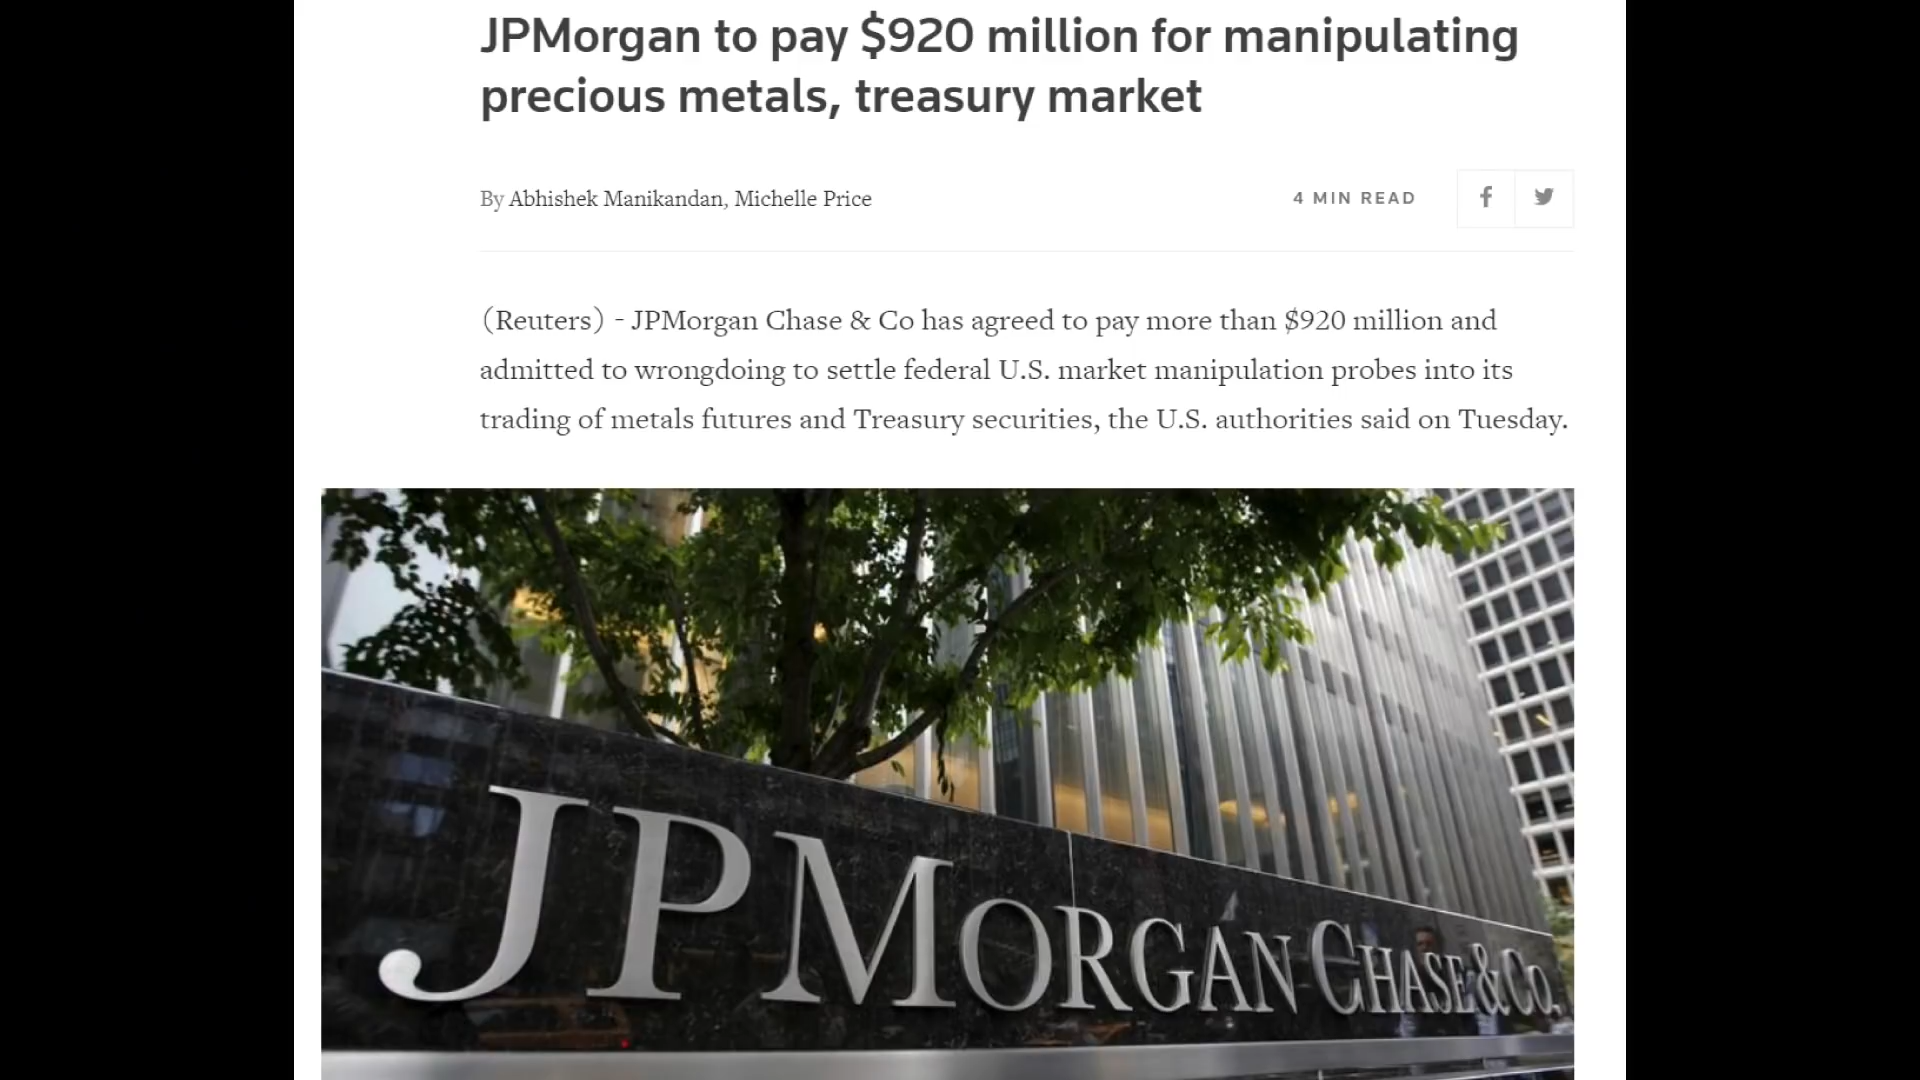 JPMorgan to pay $920 million for manipulating
precious metals, treasury market
By Abhishek Manikandan, Michelle Price
4 MIN READ
(Reuters) - JPMorgan Chase & Co has agreed to pay more than $920 million and
admitted to wrongdoing to settle federal U.S. market manipulation probes into its
trading of metals futures and Treasury securities, the U.S. authorities said on Tuesday.
JPMORGAN CHASE & CO.